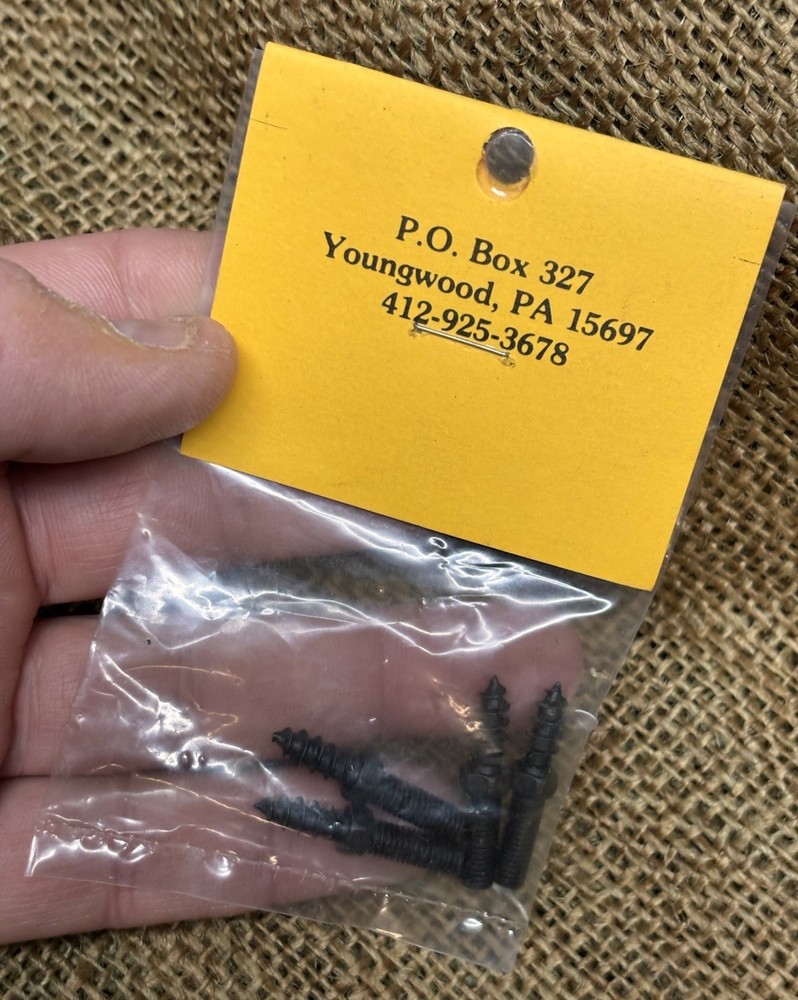 P.O. Box 327
Youngwood, PA 15697
412-925-3678